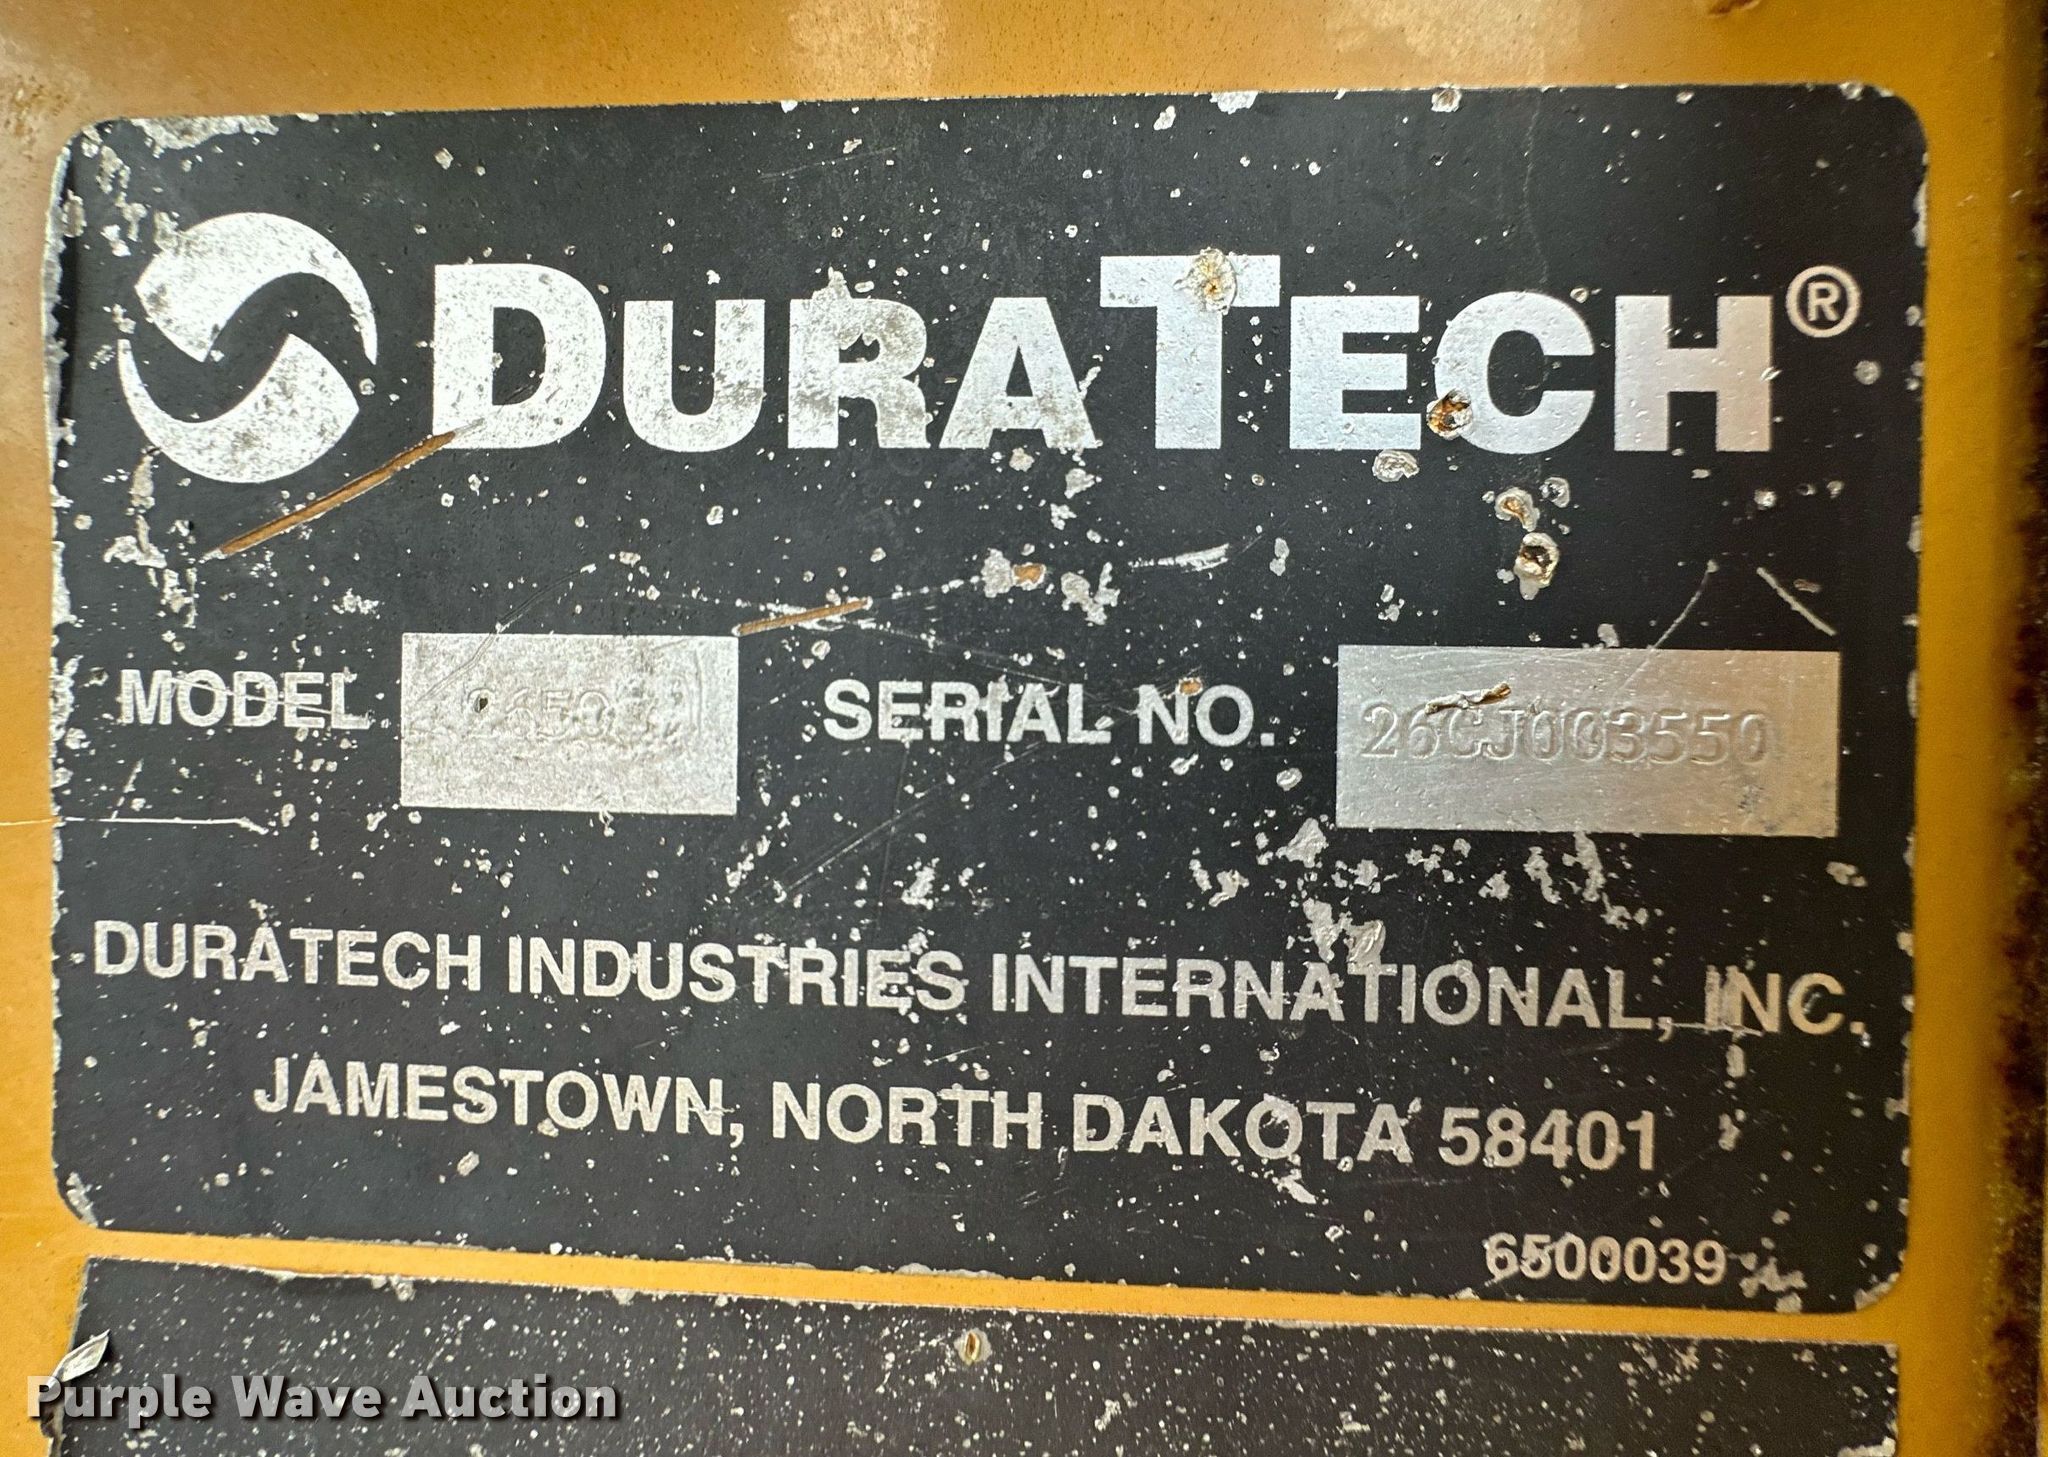 DURATECH®
MODEL SERIAL NO. 26CJ003550
DURATECH INDUSTRIES INTERNATIONAL, INC.
JAMESTOWN, NORTH DAKOTA 58401
6500039
Purple Wave Auction